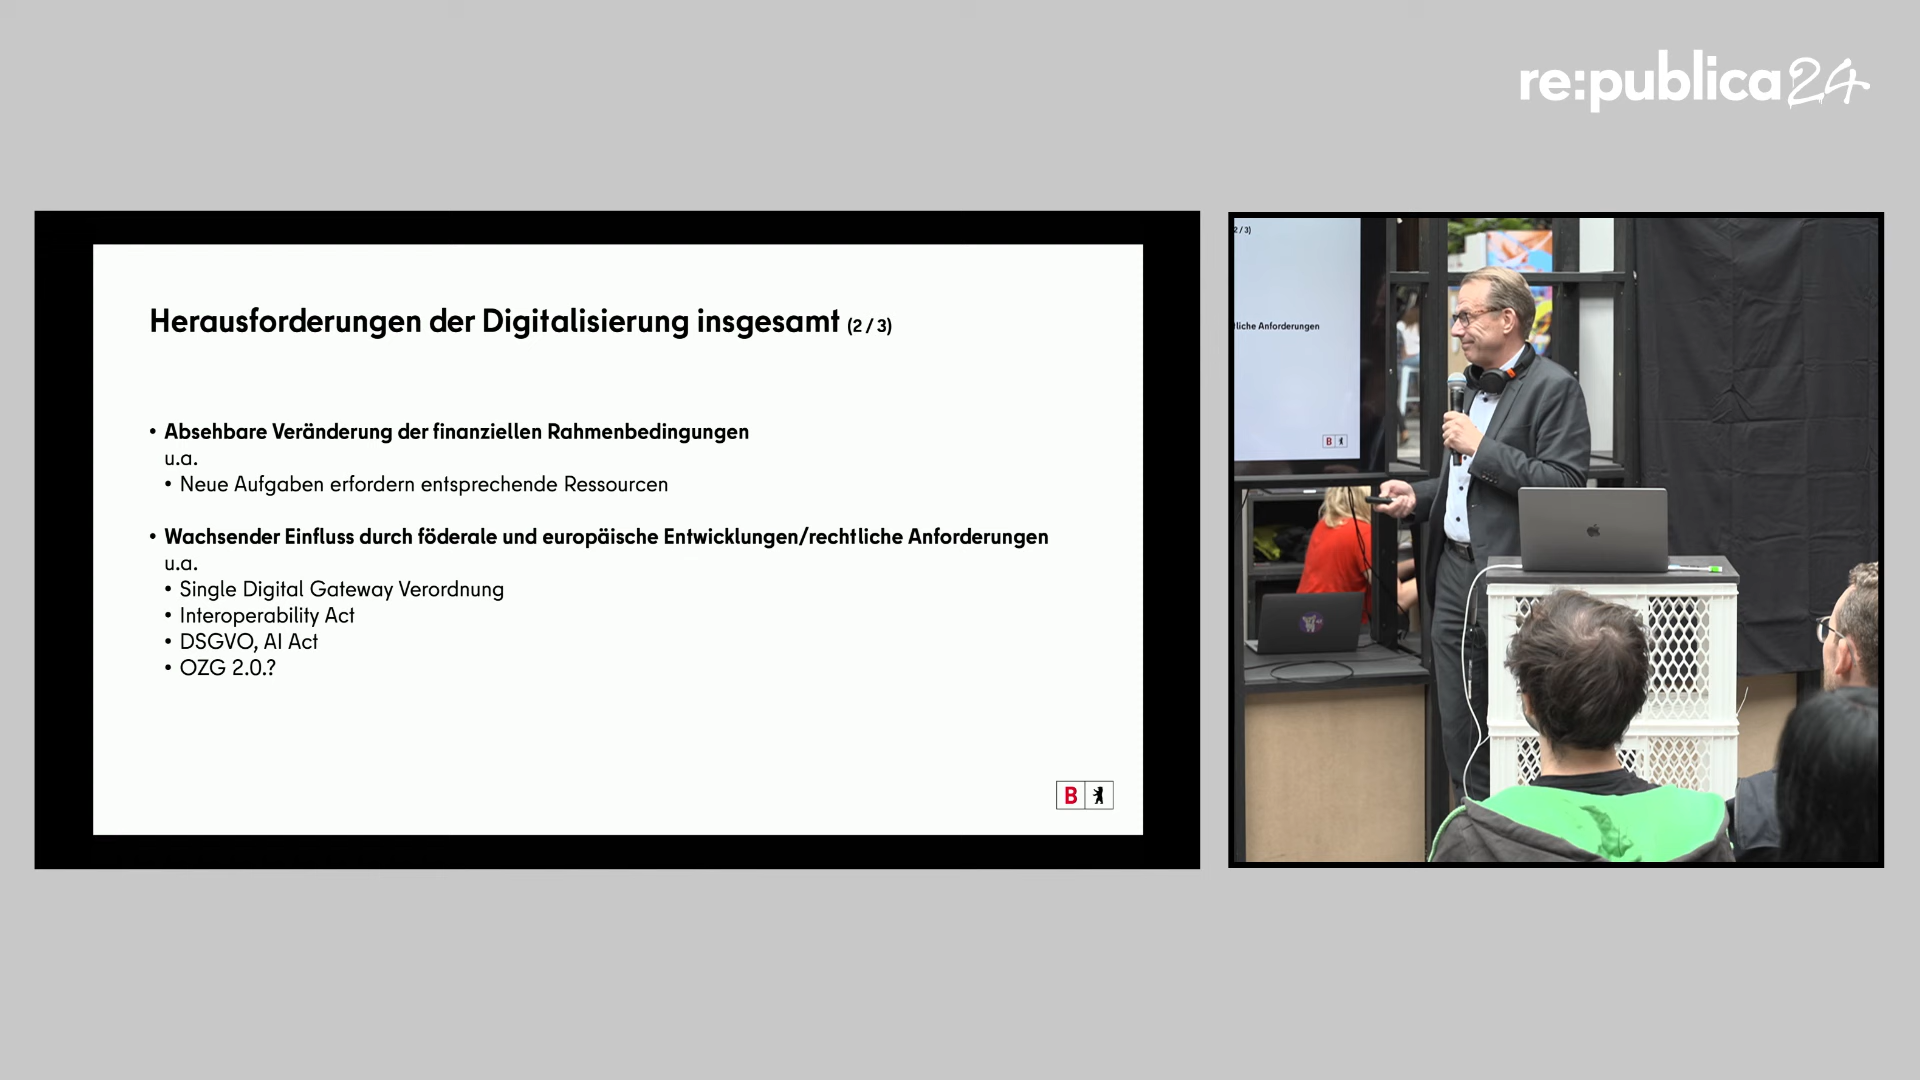 re:publica 24
Herausforderungen der Digitalisierung insgesamt (2 / 3)
• Absehbare Veränderung der finanziellen Rahmenbedingungen
u.a.
• Neue Aufgaben erfordern entsprechende Ressourcen
• Wachsender Einfluss durch föderale und europäische Entwicklungen/rechtliche Anforderungen
u.a.
• Single Digital Gateway Verordnung
• Interoperability Act
• DSGVO, AI Act
• OZG 2.0.?
B
2 / 3)
liche Anforderungen
B